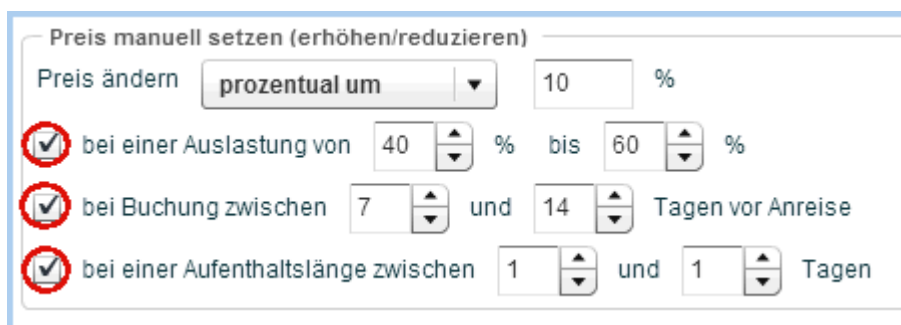 Preis manuell setzen (erhöhen/reduzieren)
Preis ändern prozentual um 10 %
bei einer Auslastung von 40 % bis 60 %
bei Buchung zwischen 7 und 14 Tagen vor Anreise
bei einer Aufenthaltslänge zwischen 1 und 1 Tagen